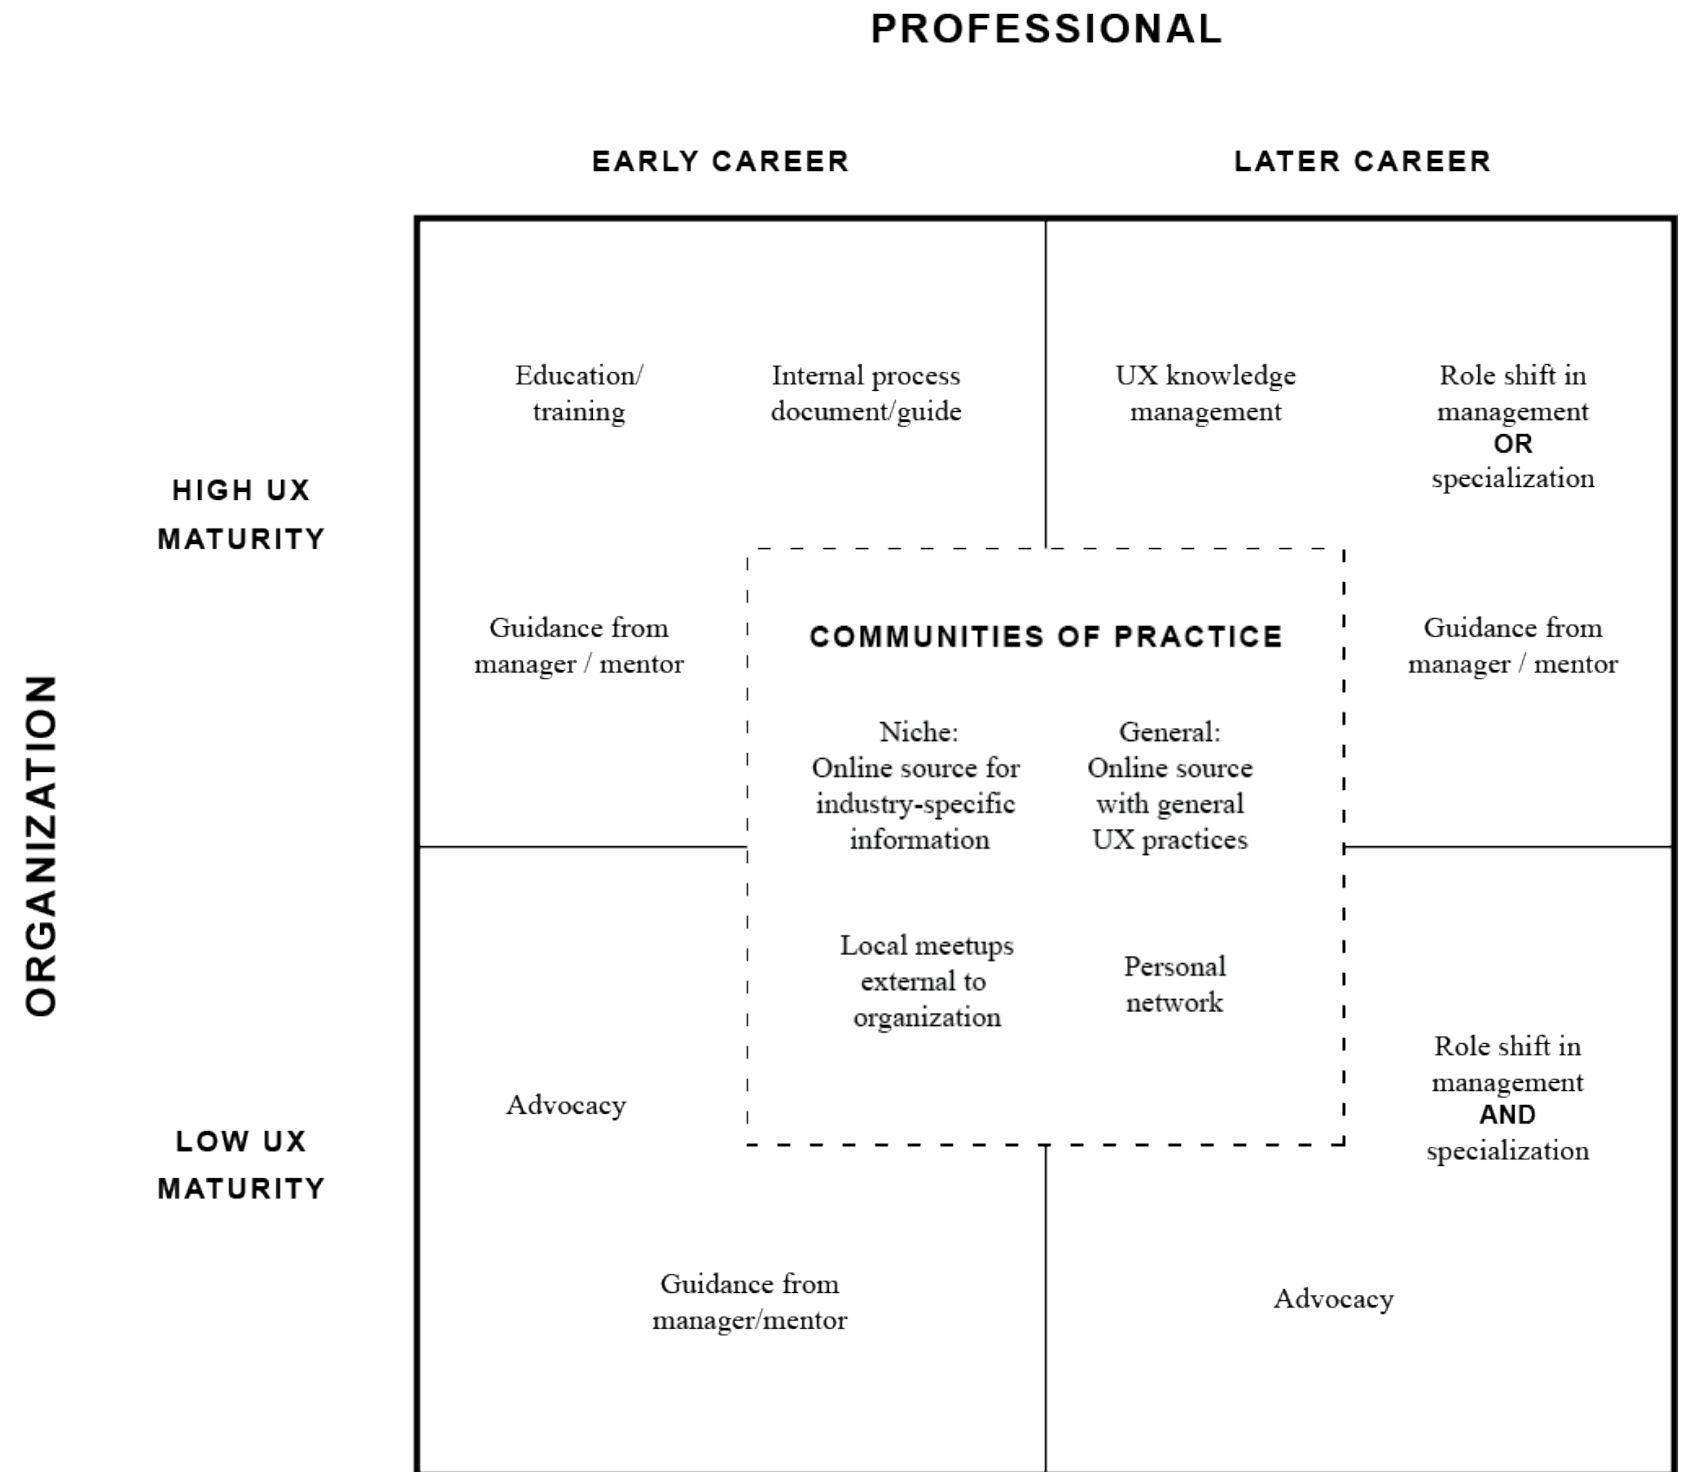 PROFESSIONAL
EARLY CAREER
LATER CAREER
ORGANIZATION
HIGH UX
MATURITY
Education/
training
Internal process
document/guide
Guidance from
manager / mentor
UX knowledge
management
Role shift in
management
OR
specialization
Guidance from
manager / mentor
COMMUNITIES OF PRACTICE
Niche:
Online source for
industry-specific
information
General:
Online source
with general
UX practices
Local meetups
external to
organization
Personal
network
LOW UX
MATURITY
Advocacy
Guidance from
manager/mentor
Role shift in
management
AND
specialization
Advocacy